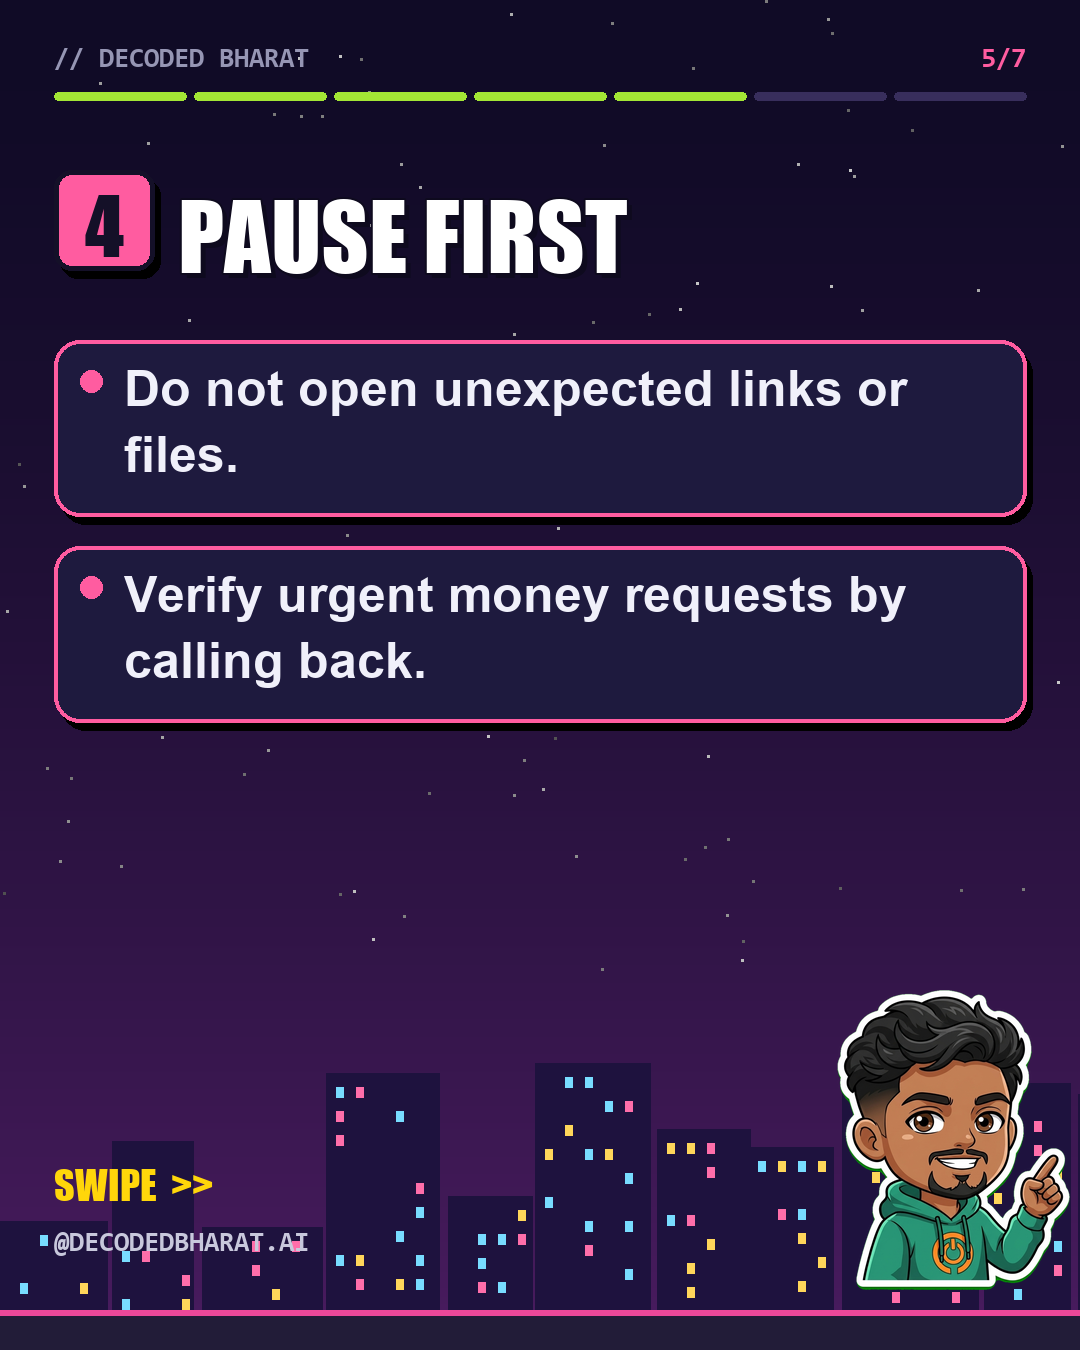 // DECODED BHARAT
5/7
4
PAUSE FIRST
Do not open unexpected links or
files.
Verify urgent money requests by
calling back.
SWIPE >>
@DECODEDBHARAT.AI